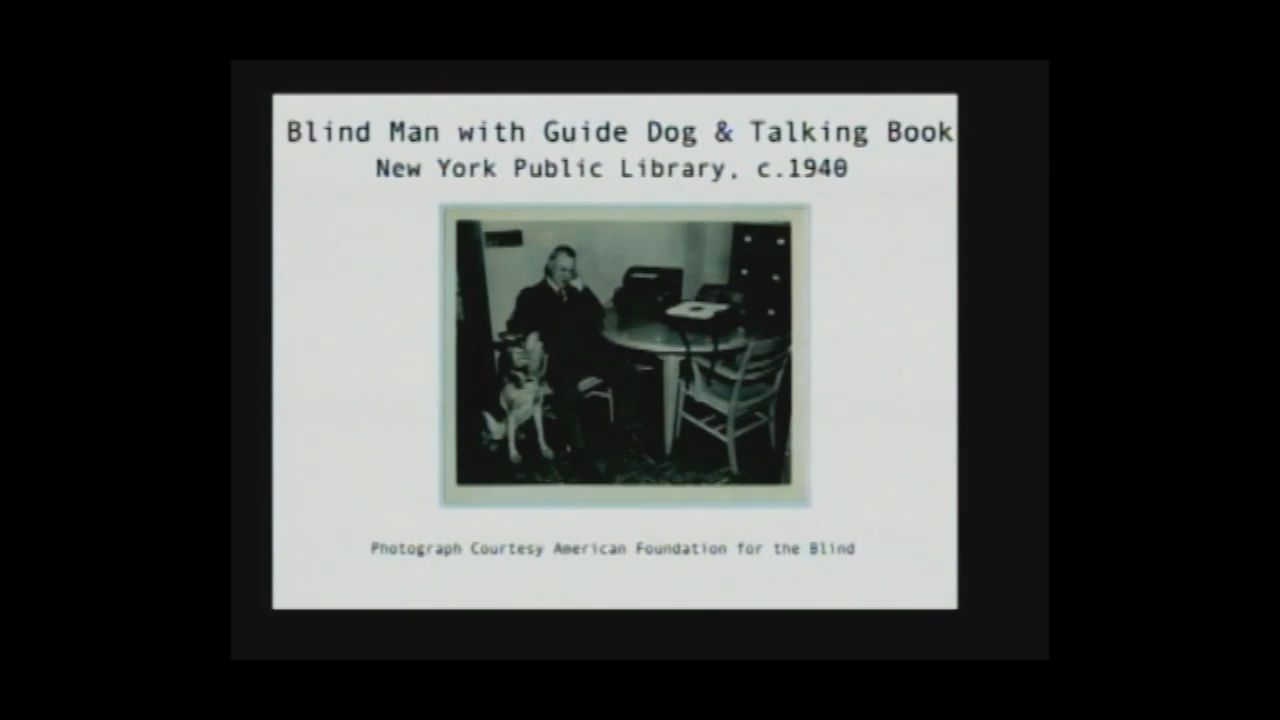 Blind Man with Guide Dog & Talking Book
New York Public Library, c.1940
Photograph Courtesy American Foundation for the Blind